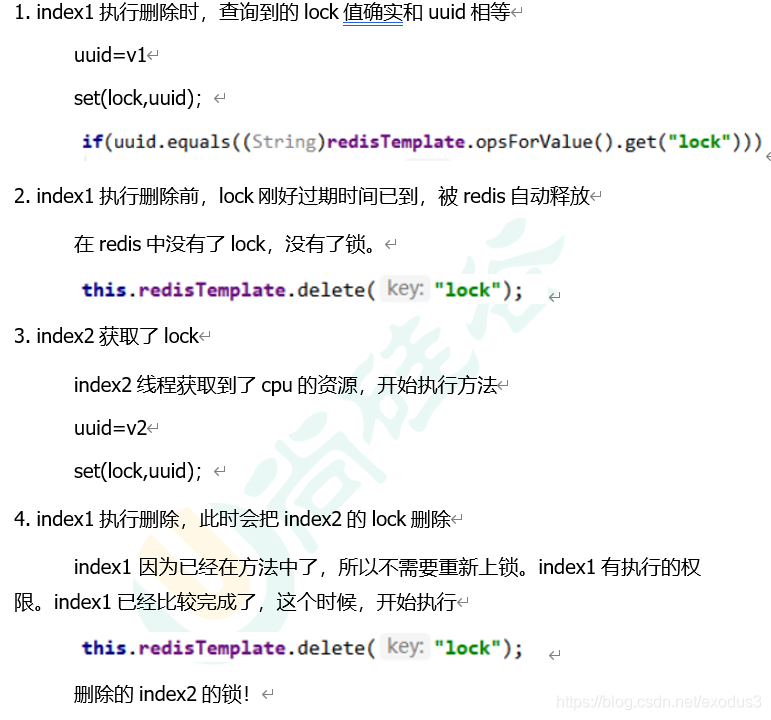 1. index1 执行删除时，查询到的 lock 值确实和 uuid 相等
uuid=v1
set(lock,uuid)；
if(uuid.equals((String)redisTemplate.opsForValue().get("lock")))
2. index1 执行删除前，lock 刚好过期时间已到，被 redis 自动释放
在 redis 中没有了 lock，没有了锁。
this.redisTemplate.delete( key: "lock");
3. index2 获取了 lock
index2 线程获取到了 cpu 的资源，开始执行方法
uuid=v2
set(lock,uuid)；
4. index1 执行删除，此时会把 index2 的 lock 删除
index1 因为已经在方法中了，所以不需要重新上锁。index1 有执行的权
限。index1 已经比较完成了，这个时候，开始执行
this.redisTemplate.delete( key: "lock");
删除的 index2 的锁！
尚硅谷
https://blog.csdn.net/exodus3